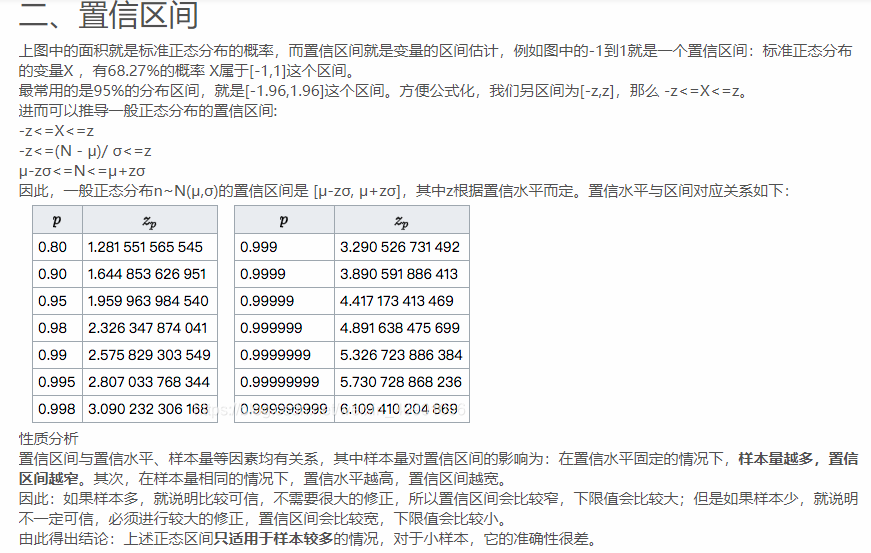 二、置信区间
上图中的面积就是标准正态分布的概率，而置信区间就是变量的区间估计，例如图中的-1到1就是一个置信区间：标准正态分布
的变量X ，有68.27%的概率 X属于[-1,1]这个区间。
最常用的是95%的分布区间，就是[-1.96,1.96]这个区间。方便公式化，我们另区间为[-z,z]，那么 -z<=X<=z。
进而可以推导一般正态分布的置信区间:
-z<=X<=z
-z<=(N - μ)/ σ<=z
μ-zσ<=N<=μ+zσ
因此，一般正态分布n~N(μ,σ)的置信区间是 [μ-zσ, μ+zσ]，其中z根据置信水平而定。置信水平与区间对应关系如下：
p zp p zp
0.80 1.281 551 565 545 0.999 3.290 526 731 492
0.90 1.644 853 626 951 0.9999 3.890 591 886 413
0.95 1.959 963 984 540 0.99999 4.417 173 413 469
0.98 2.326 347 874 041 0.999999 4.891 638 475 699
0.99 2.575 829 303 549 0.9999999 5.326 723 886 384
0.995 2.807 033 768 344 0.99999999 5.730 728 868 236
0.998 3.090 232 306 168 0.999999999 6.109 410 204 869
性质分析
置信区间与置信水平、样本量等因素均有关系，其中样本量对置信区间的影响为：在置信水平固定的情况下，样本量越多，置信
区间越窄。其次，在样本量相同的情况下，置信水平越高，置信区间越宽。
因此：如果样本多，就说明比较可信，不需要很大的修正，所以置信区间会比较窄，下限值会比较大；但是如果样本少，就说明
不一定可信，必须进行较大的修正，置信区间会比较宽，下限值会比较小。
由此得出结论：上述正态区间只适用于样本较多的情况，对于小样本，它的准确性很差。